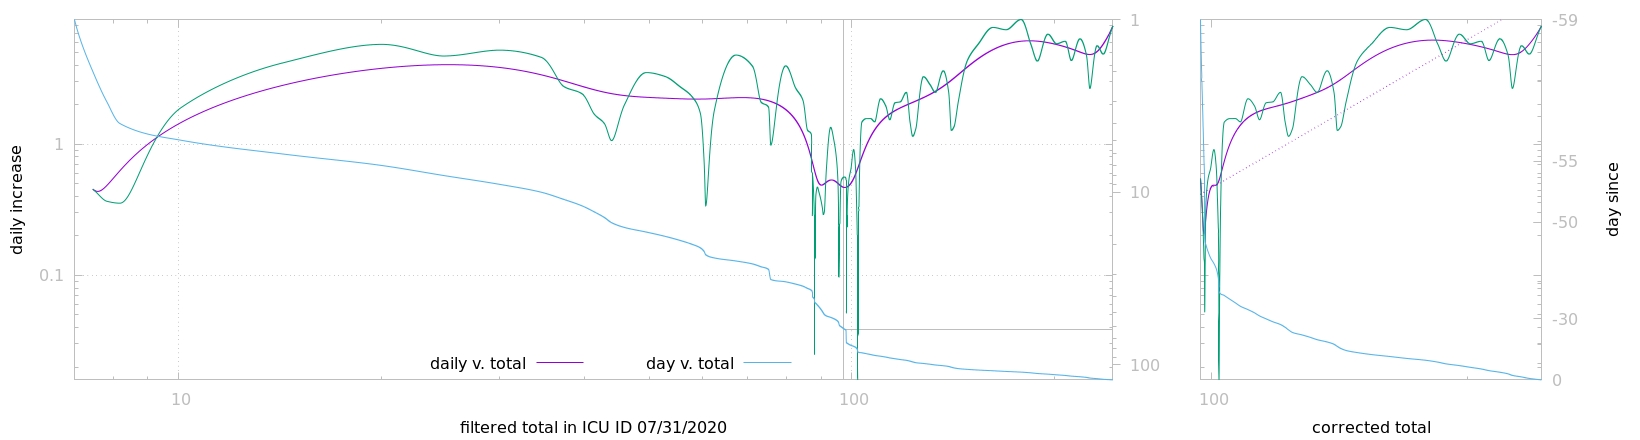 daily increase
1
0.1
10
100
1
10
100
daily v. total
day v. total
filtered total in ICU ID 07/31/2020
100
-59
-55
-50
-30
0
day since
corrected total